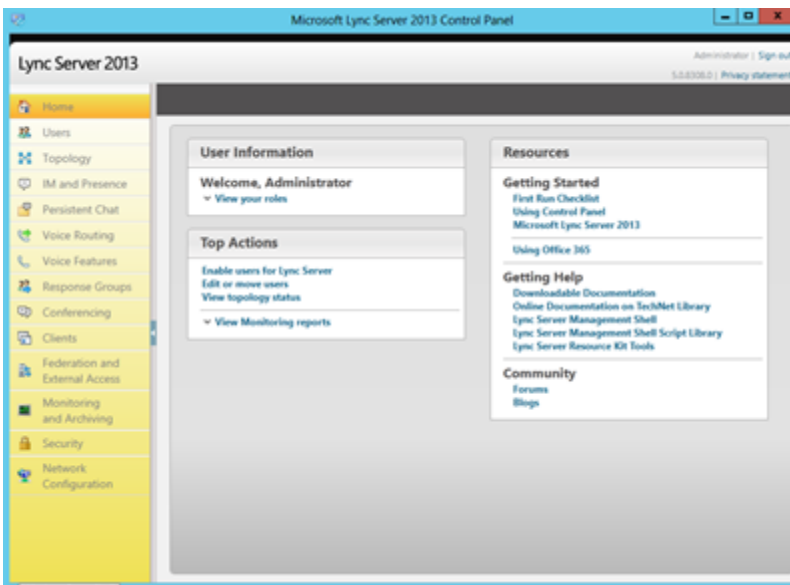 Microsoft Lync Server 2013 Control Panel
Lync Server 2013
Administrator | Sign out
5.0.8308.0 | Privacy statement
Home
Users
Topology
IM and Presence
Persistent Chat
Voice Routing
Voice Features
Response Groups
Conferencing
Clients
Federation and
External Access
Monitoring
and Archiving
Security
Network
Configuration
User Information
Welcome, Administrator
View your roles
Top Actions
Enable users for Lync Server
Edit or move users
View topology status
View Monitoring reports
Resources
Getting Started
First Run Checklist
Using Control Panel
Microsoft Lync Server 2013
Using Office 365
Getting Help
Downloadable Documentation
Online Documentation on TechNet Library
Lync Server Management Shell
Lync Server Management Shell Script Library
Lync Server Resource Kit Tools
Community
Forums
Blogs